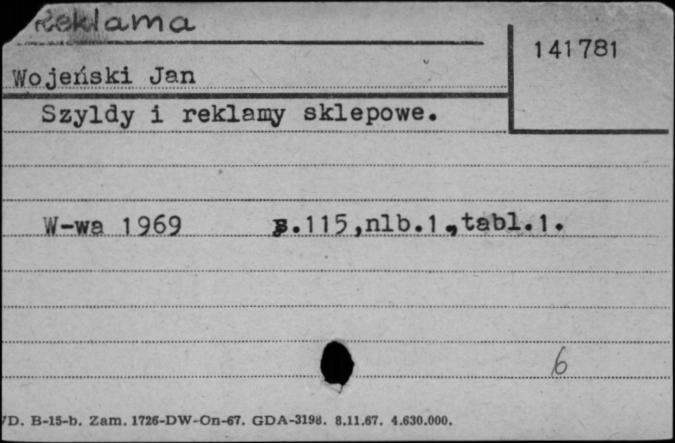 Reklama
141781
Wojeński Jan
Szyldy i reklamy sklepowe.
W-wa 1969 s.115,nlb.1.,tabl.1.
6
D. B-15-b. Zam. 1726-DW-On-67. GDA-3198. 8.11.67. 4.630.000.